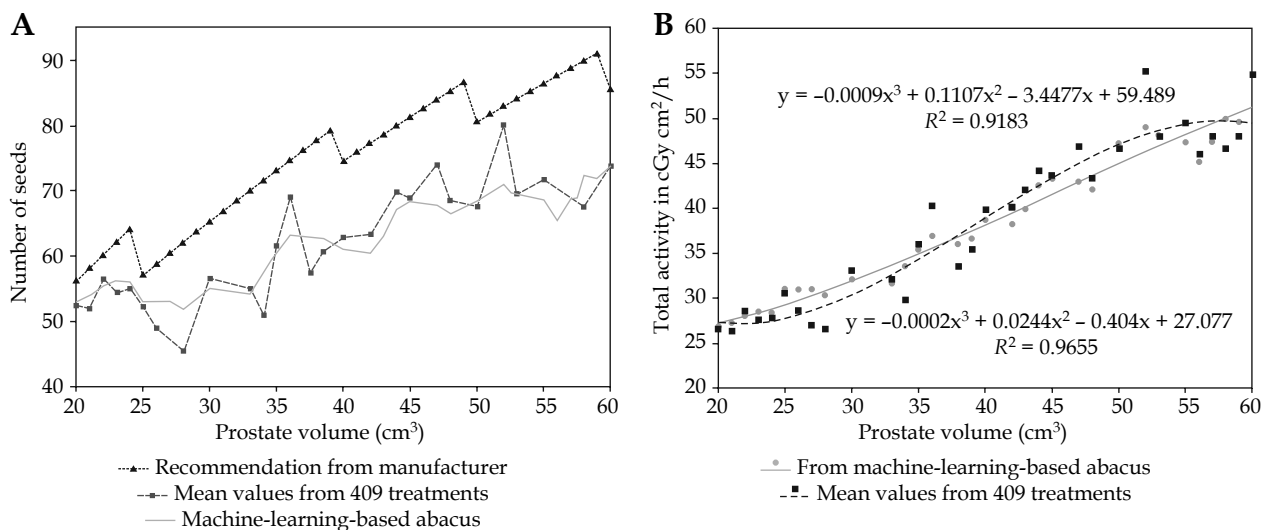 A
Number of seeds
90
80
70
60
50
40
20 25 30 35 40 45 50 55 60
Prostate volume (cm³)
Recommendation from manufacturer
Mean values from 409 treatments
Machine-learning-based abacus
B
Total activity in cGy cm²/h
60
55
50
45
40
35
30
25
20
y = –0.0009x³ + 0.1107x² – 3.4477x + 59.489
R² = 0.9183
y = –0.0002x³ + 0.0244x² – 0.404x + 27.077
R² = 0.9655
20 25 30 35 40 45 50 55 60
Prostate volume (cm³)
From machine-learning-based abacus
Mean values from 409 treatments